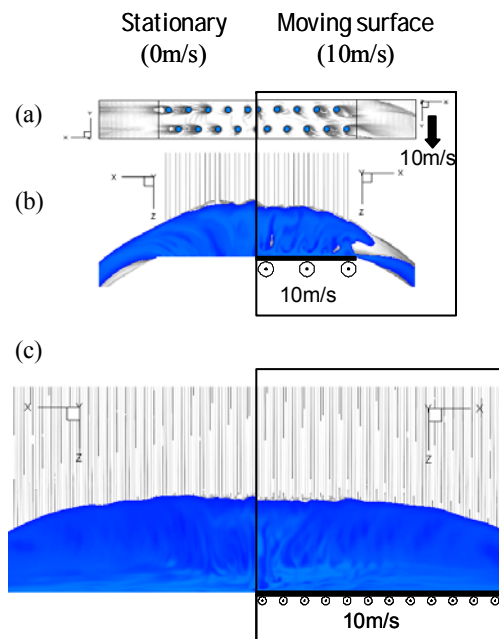 Stationary Moving surface
(0m/s) (10m/s)
(a)
X Y
Y X
10m/s
(b)
X Y Y X
Z Z
10m/s
(c)
X Y X
Z Z
10m/s